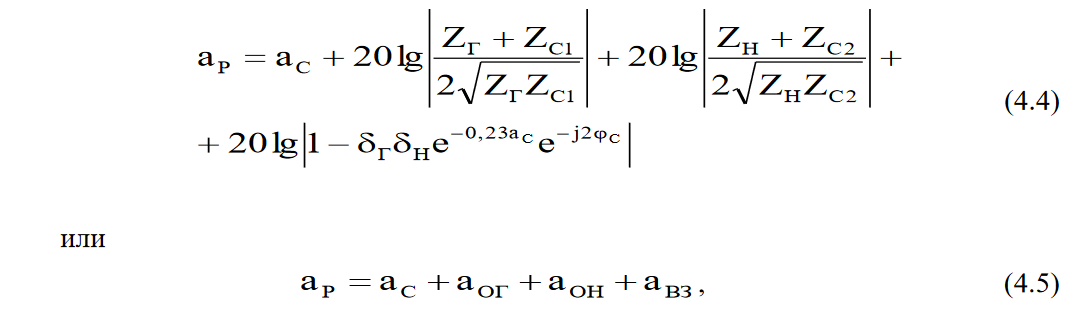 a_Р = a_С + 20 lg |(Z_Г + Z_С1) / (2√(Z_Г Z_С1))| + 20 lg |(Z_Н + Z_С2) / (2√(Z_Н Z_С2))| + (4.4)
+ 20 lg |1 − δ_Г δ_Н e^(−0,23a_С) e^(−j2φ_С)|
или
a_Р = a_С + a_ОГ + a_ОН + a_ВЗ , (4.5)